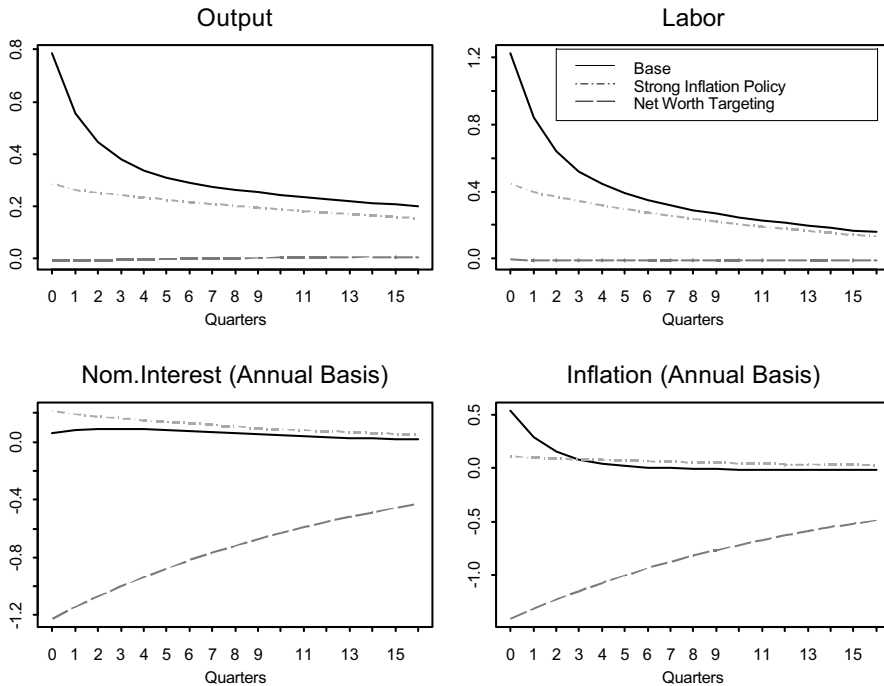 Output
0.8
0.6
0.4
0.2
0.0
0 1 2 3 4 5 6 7 8 9 11 13 15
Quarters
Labor
Base
Strong Inflation Policy
Net Worth Targeting
1.2
0.8
0.4
0.0
0 1 2 3 4 5 6 7 8 9 11 13 15
Quarters
Nom.Interest (Annual Basis)
0.0
-0.4
-0.8
-1.2
0 1 2 3 4 5 6 7 8 9 11 13 15
Quarters
Inflation (Annual Basis)
0.5
0.0
-0.5
-1.0
0 1 2 3 4 5 6 7 8 9 11 13 15
Quarters